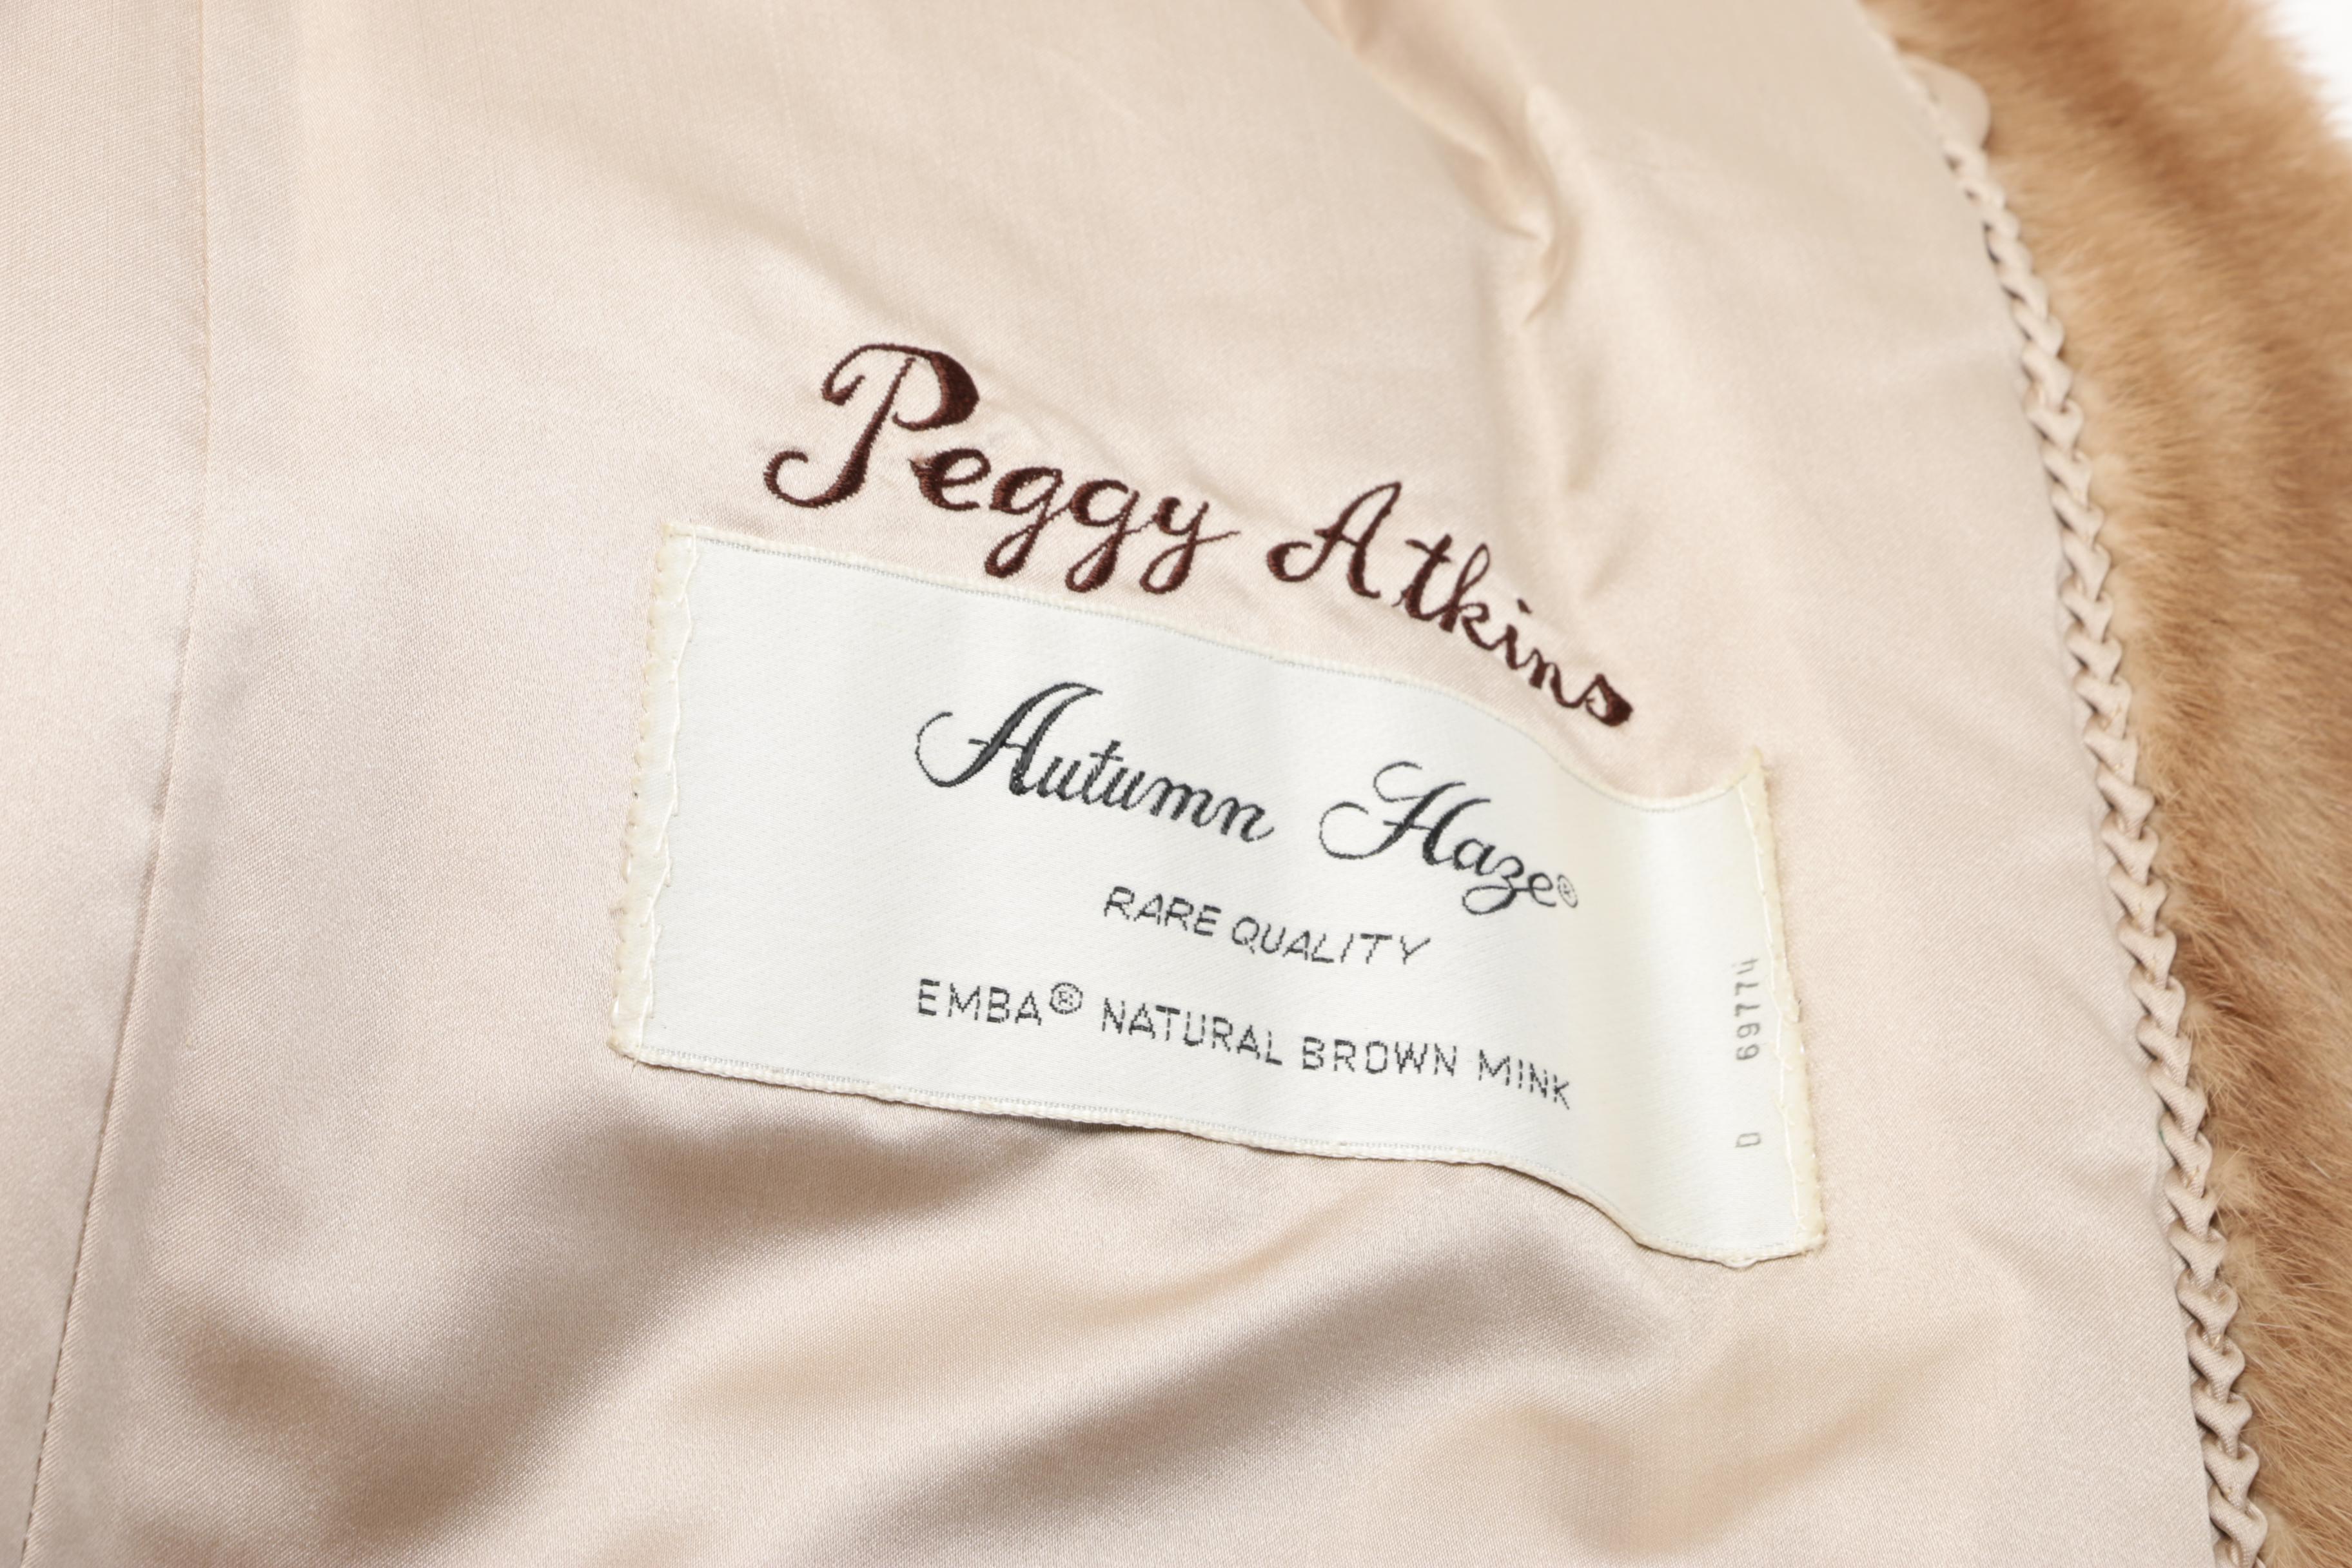 Peggy Atkins
Autumn Haze®
RARE QUALITY
EMBA® NATURAL BROWN MINK
D 69774